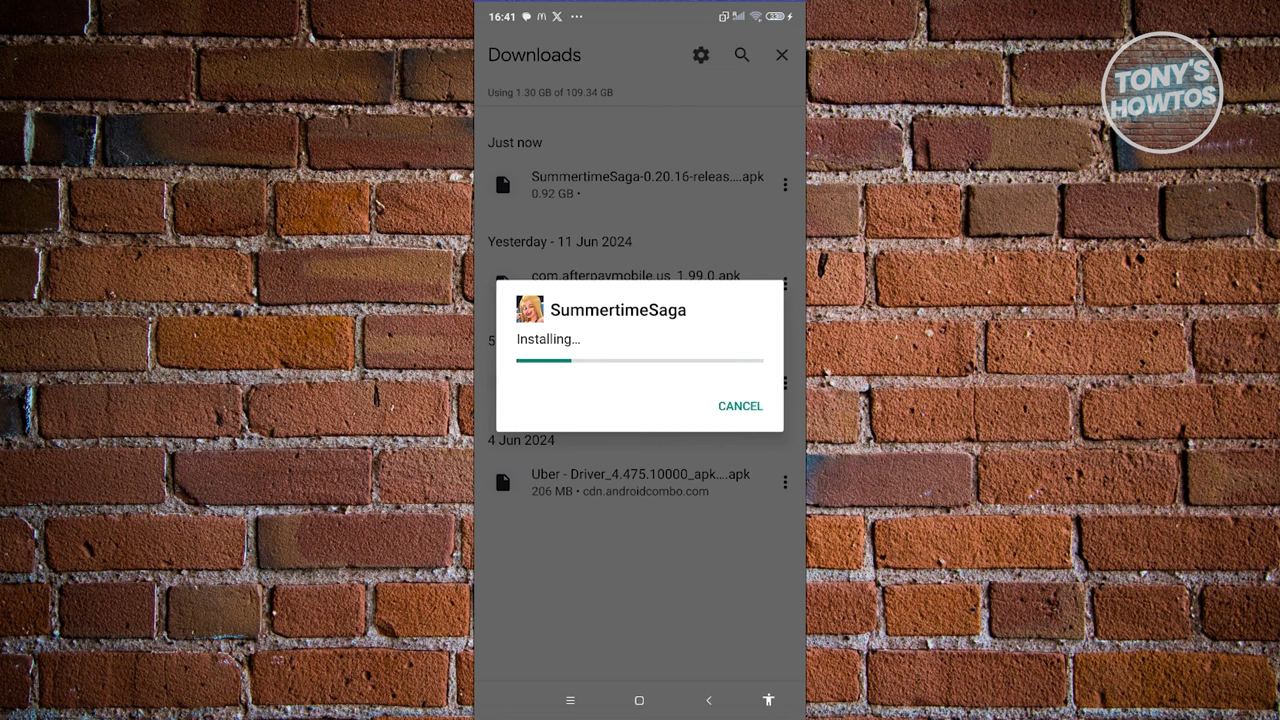 16:41
Downloads
Using 1.30 GB of 109.34 GB
Just now
SummertimeSaga-0.20.16-releas....apk
0.92 GB •
Yesterday - 11 Jun 2024
com.afterpaymobile.us_1.99.0.apk
SummertimeSaga
5
Installing...
CANCEL
4 Jun 2024
Uber - Driver_4.475.10000_apk....apk
206 MB • cdn.androidcombo.com
TONY'S
HOWTOS